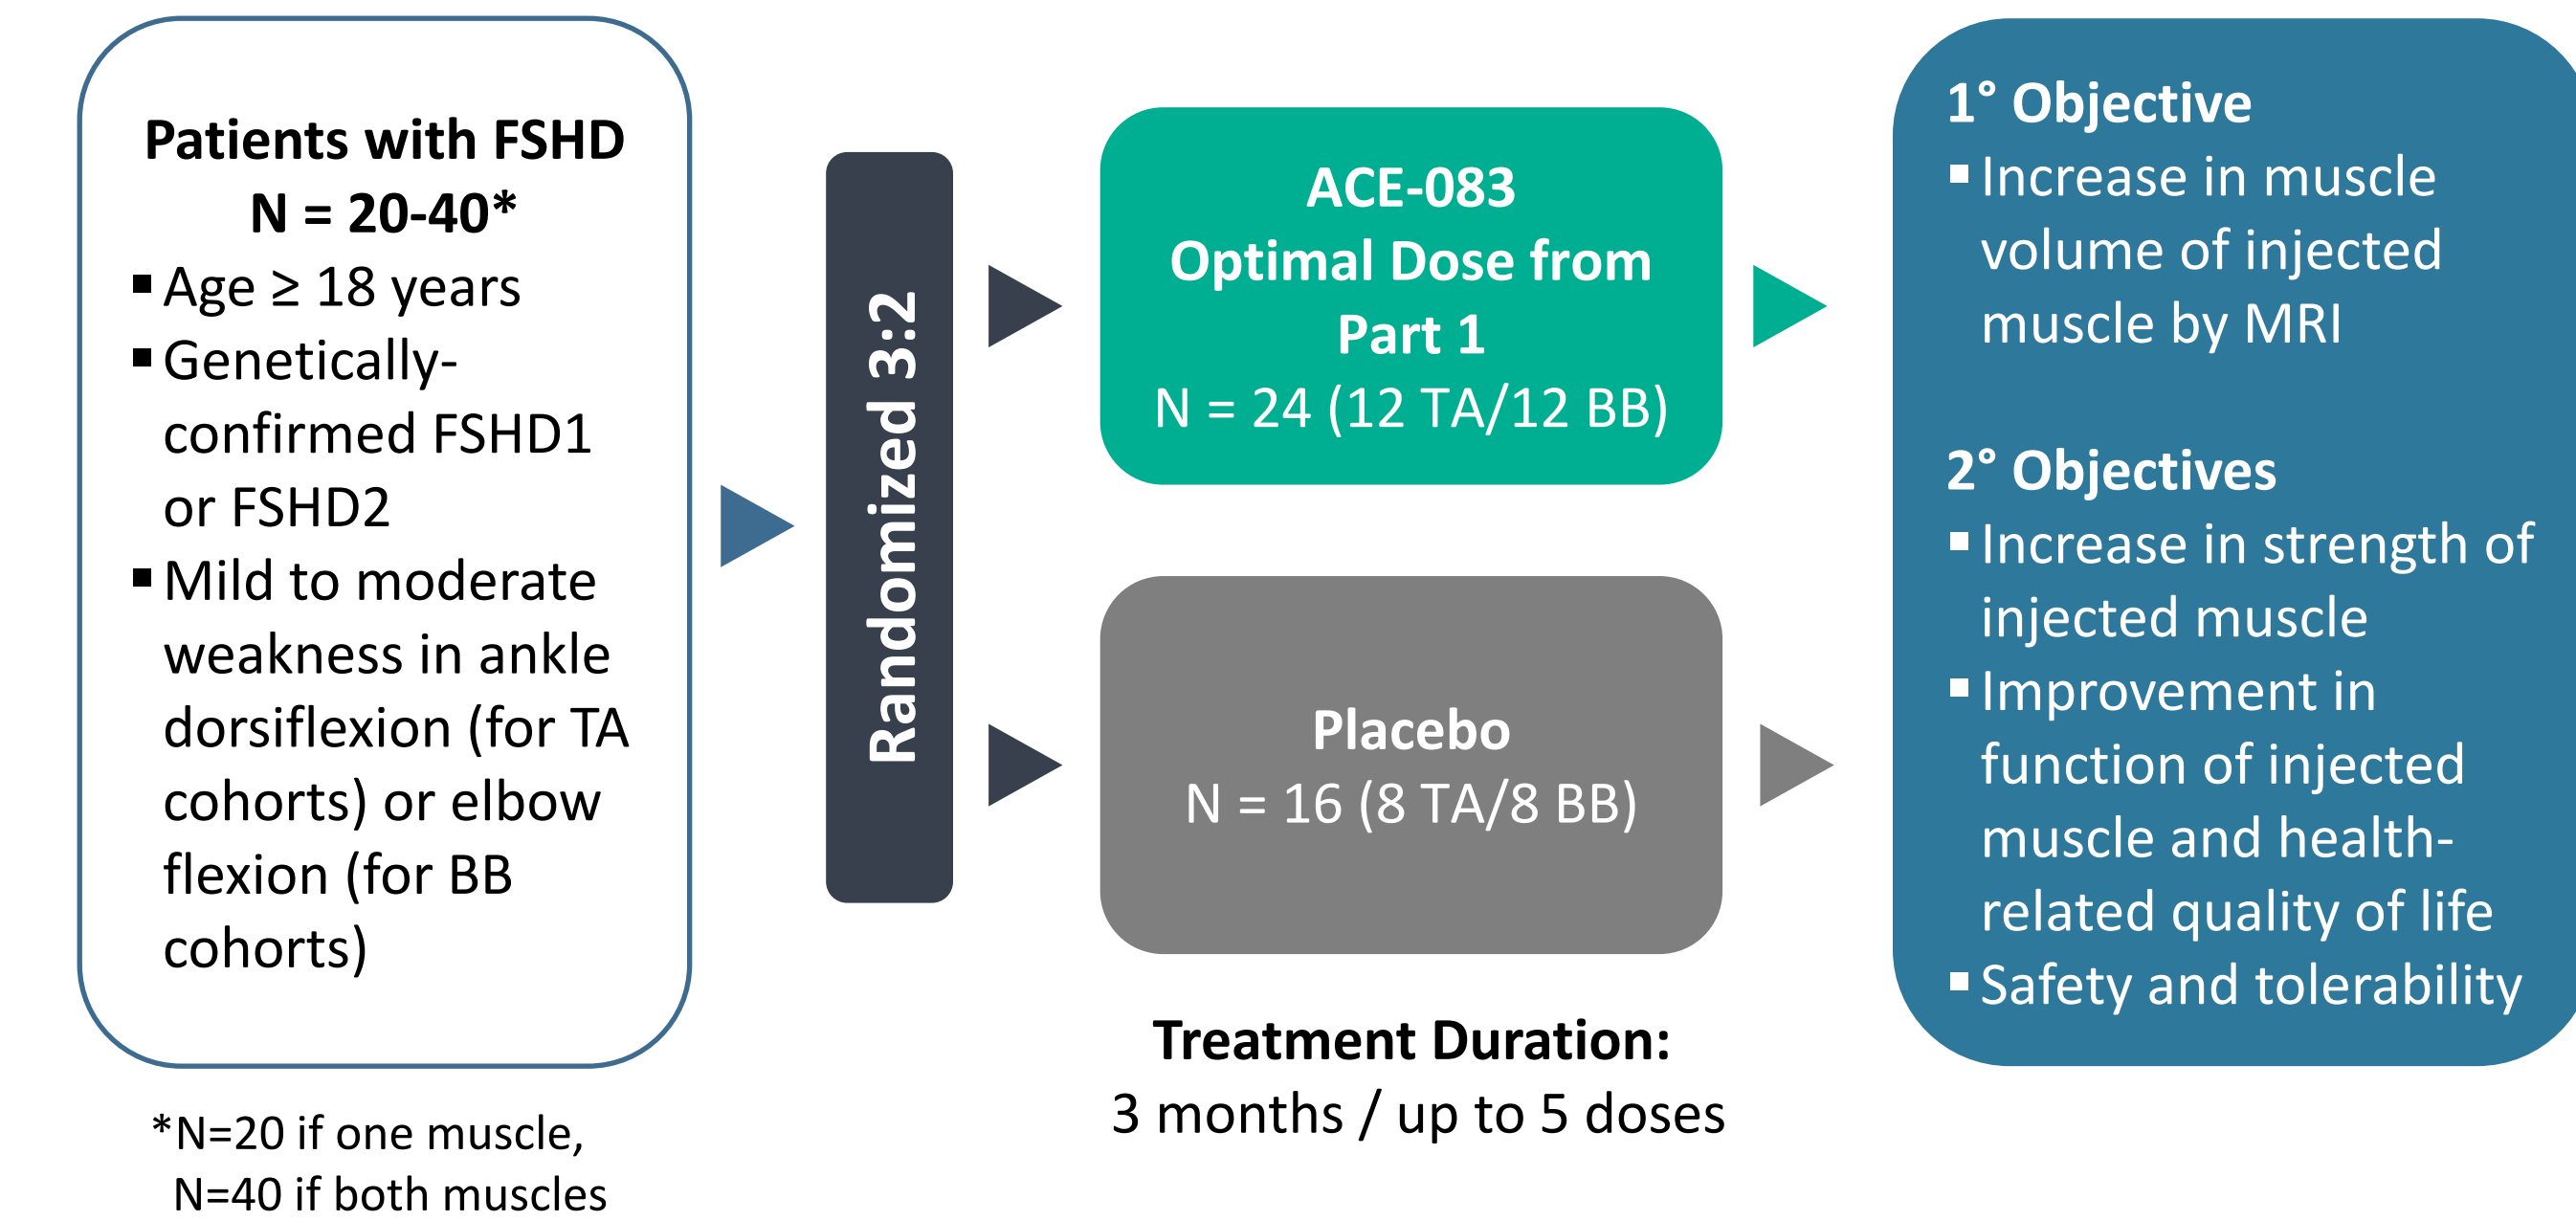 Patients with FSHD
N = 20-40*
▪ Age ≥ 18 years
▪ Genetically-
confirmed FSHD1
or FSHD2
▪ Mild to moderate
weakness in ankle
dorsiflexion (for TA
cohorts) or elbow
flexion (for BB
cohorts)
*N=20 if one muscle,
N=40 if both muscles
Randomized 3:2
ACE-083
Optimal Dose from
Part 1
N = 24 (12 TA/12 BB)
Placebo
N = 16 (8 TA/8 BB)
Treatment Duration:
3 months / up to 5 doses
1° Objective
▪ Increase in muscle
volume of injected
muscle by MRI
2° Objectives
▪ Increase in strength of
injected muscle
▪ Improvement in
function of injected
muscle and health-
related quality of life
▪ Safety and tolerability